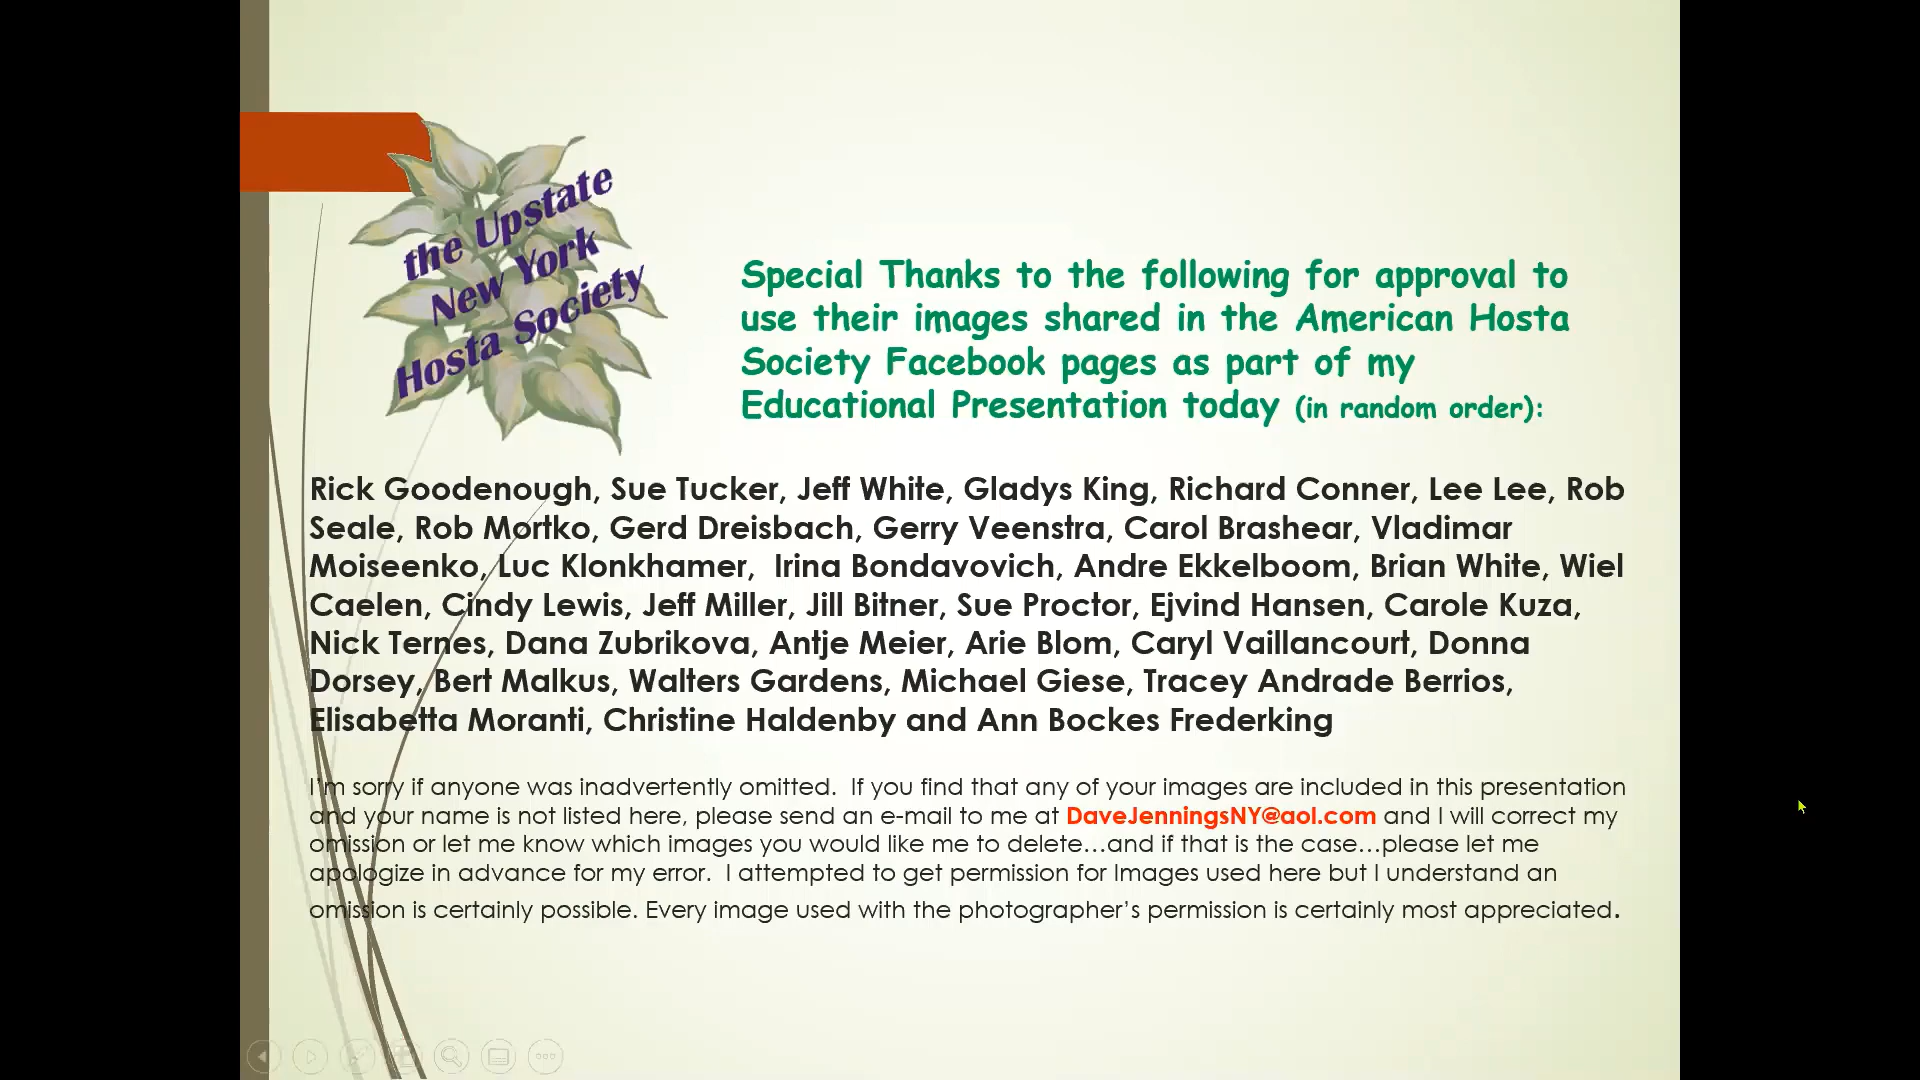 the Upstate
New York
Hosta Society
Special Thanks to the following for approval to
use their images shared in the American Hosta
Society Facebook pages as part of my
Educational Presentation today (in random order):
Rick Goodenough, Sue Tucker, Jeff White, Gladys King, Richard Conner, Lee Lee, Rob
Seale, Rob Mortko, Gerd Dreisbach, Gerry Veenstra, Carol Brashear, Vladimar
Moiseenko, Luc Klonkhamer,  Irina Bondavovich, Andre Ekkelboom, Brian White, Wiel
Caelen, Cindy Lewis, Jeff Miller, Jill Bitner, Sue Proctor, Ejvind Hansen, Carole Kuza,
Nick Ternes, Dana Zubrikova, Antje Meier, Arie Blom, Caryl Vaillancourt, Donna
Dorsey, Bert Malkus, Walters Gardens, Michael Giese, Tracey Andrade Berrios,
Elisabetta Moranti, Christine Haldenby and Ann Bockes Frederking
I'm sorry if anyone was inadvertently omitted.  If you find that any of your images are included in this presentation
and your name is not listed here, please send an e-mail to me at DaveJenningsNY@aol.com and I will correct my
omission or let me know which images you would like me to delete…and if that is the case…please let me
apologize in advance for my error.  I attempted to get permission for Images used here but I understand an
omission is certainly possible. Every image used with the photographer's permission is certainly most appreciated.